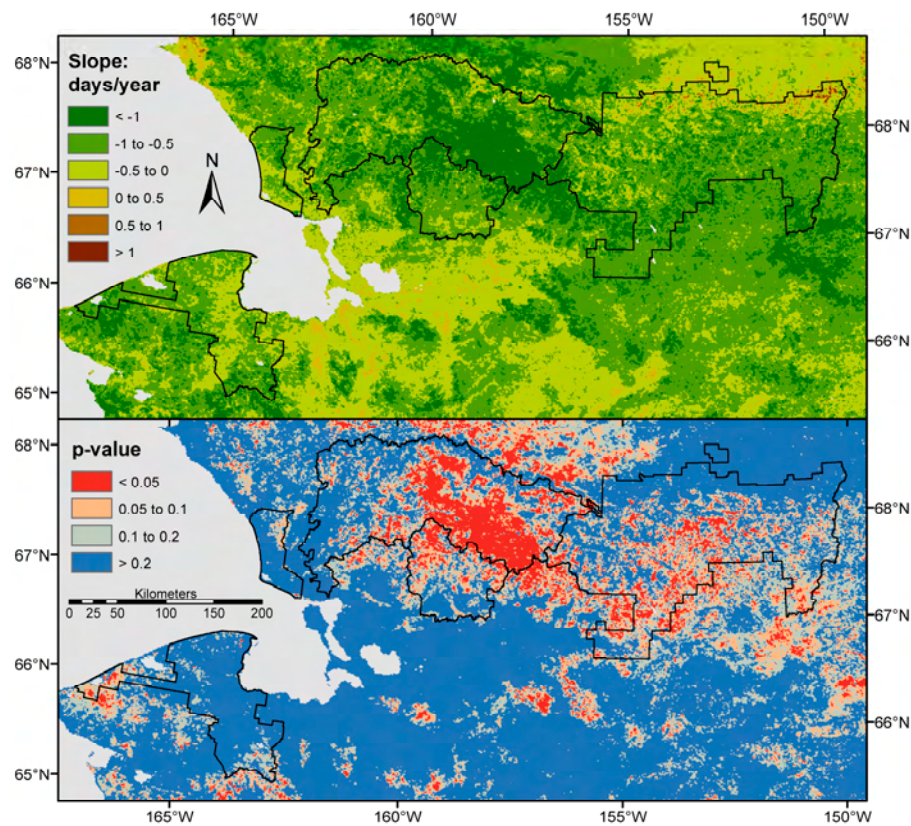 165°W 160°W 155°W 150°W
68°N
Slope:
days/year
< -1
-1 to -0.5
-0.5 to 0
0 to 0.5
0.5 to 1
> 1
N
67°N
66°N
65°N
68°N
67°N
66°N
68°N
p-value
< 0.05
0.05 to 0.1
0.1 to 0.2
> 0.2
67°N
Kilometers
0 25 50 100 150 200
66°N
65°N
68°N
67°N
66°N
165°W 160°W 155°W 150°W